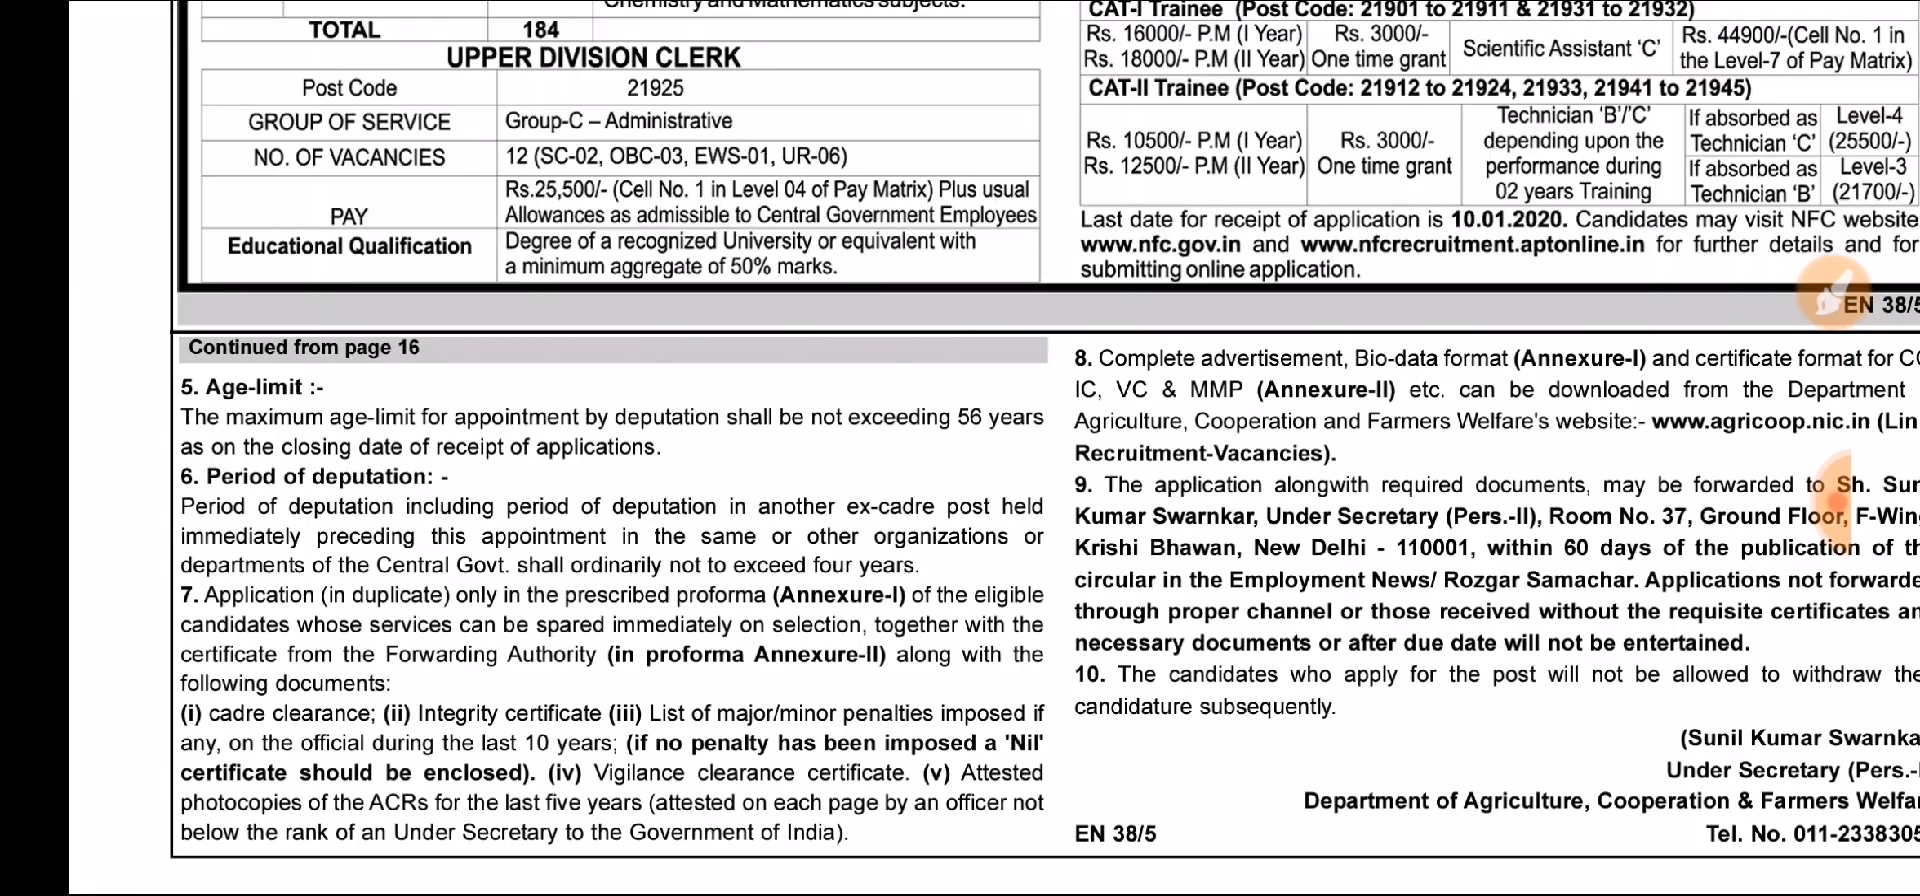 Chemistry and Mathematics subjects.
TOTAL 184
UPPER DIVISION CLERK
Post Code 21925
GROUP OF SERVICE Group-C – Administrative
NO. OF VACANCIES 12 (SC-02, OBC-03, EWS-01, UR-06)
PAY Rs.25,500/- (Cell No. 1 in Level 04 of Pay Matrix) Plus usual
Allowances as admissible to Central Government Employees
Educational Qualification Degree of a recognized University or equivalent with
a minimum aggregate of 50% marks.
CAT-I Trainee (Post Code: 21901 to 21911 & 21931 to 21932)
Rs. 16000/- P.M (I Year) Rs. 3000/- Scientific Assistant ‘C’ Rs. 44900/-(Cell No. 1 in
Rs. 18000/- P.M (II Year) One time grant the Level-7 of Pay Matrix)
CAT-II Trainee (Post Code: 21912 to 21924, 21933, 21941 to 21945)
Rs. 10500/- P.M (I Year)
Rs. 12500/- P.M (II Year)
Rs. 3000/-
One time grant
Technician ‘B’/‘C’
depending upon the
performance during
02 years Training
If absorbed as Level-4
Technician ‘C’ (25500/-)
If absorbed as Level-3
Technician ‘B’ (21700/-)
Last date for receipt of application is 10.01.2020. Candidates may visit NFC website
www.nfc.gov.in and www.nfcrecruitment.aptonline.in for further details and for
submitting online application.
EN 38/5
Continued from page 16
5. Age-limit :-
The maximum age-limit for appointment by deputation shall be not exceeding 56 years
as on the closing date of receipt of applications.
6. Period of deputation: -
Period of deputation including period of deputation in another ex-cadre post held
immediately preceding this appointment in the same or other organizations or
departments of the Central Govt. shall ordinarily not to exceed four years.
7. Application (in duplicate) only in the prescribed proforma (Annexure-I) of the eligible
candidates whose services can be spared immediately on selection, together with the
certificate from the Forwarding Authority (in proforma Annexure-II) along with the
following documents:
(i) cadre clearance; (ii) Integrity certificate (iii) List of major/minor penalties imposed if
any, on the official during the last 10 years; (if no penalty has been imposed a 'Nil'
certificate should be enclosed). (iv) Vigilance clearance certificate. (v) Attested
photocopies of the ACRs for the last five years (attested on each page by an officer not
below the rank of an Under Secretary to the Government of India).
8. Complete advertisement, Bio-data format (Annexure-I) and certificate format for
IC, VC & MMP (Annexure-II) etc. can be downloaded from the Department
Agriculture, Cooperation and Farmers Welfare's website:- www.agricoop.nic.in (Lin
Recruitment-Vacancies).
9. The application alongwith required documents, may be forwarded to Sh. Sun
Kumar Swarnkar, Under Secretary (Pers.-II), Room No. 37, Ground Floor, F-Wing
Krishi Bhawan, New Delhi - 110001, within 60 days of the publication of th
circular in the Employment News/ Rozgar Samachar. Applications not forwarde
through proper channel or those received without the requisite certificates an
necessary documents or after due date will not be entertained.
10. The candidates who apply for the post will not be allowed to withdraw the
candidature subsequently.
(Sunil Kumar Swarnka
Under Secretary (Pers.-I
Department of Agriculture, Cooperation & Farmers Welfar
EN 38/5 Tel. No. 011-2338305